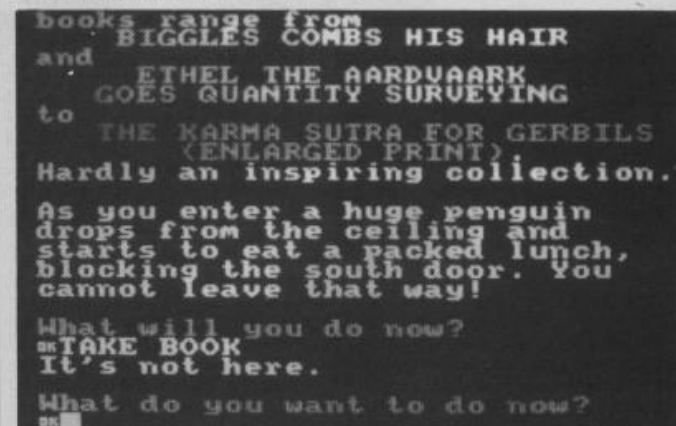 books range from
BIGGLES COMBS HIS HAIR
and
ETHEL THE AARDVAARK
GOES QUANTITY SURVEYING
to
THE KARMA SUTRA FOR GERBILS
(ENLARGED PRINT).
Hardly an inspiring collection.
As you enter a huge penguin
drops from the ceiling and
starts to eat a packed lunch,
blocking the south door. You
cannot leave that way!
What will you do now?
OK TAKE BOOK
It's not here.
What do you want to do now?
OK